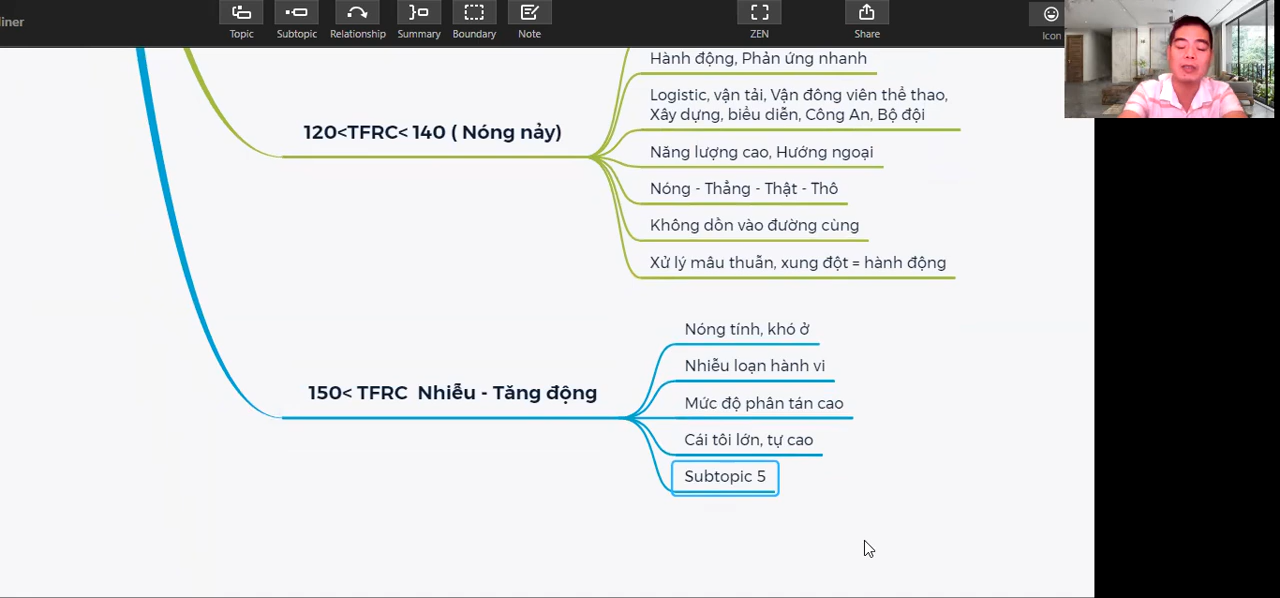 liner
Topic
Subtopic
Relationship
Summary
Boundary
Note
ZEN
Share
Icon
Hành động, Phản ứng nhanh
Logistic, vận tải, Vận đông viên thể thao,
Xây dựng, biểu diễn, Công An, Bộ đội
120<TFRC< 140 ( Nóng nảy)
Năng lượng cao, Hướng ngoại
Nóng - Thẳng - Thật - Thô
Không dồn vào đường cùng
Xử lý mâu thuẫn, xung đột = hành động
Nóng tính, khó ở
Nhiễu loạn hành vi
150< TFRC  Nhiễu - Tăng động
Mức độ phân tán cao
Cái tôi lớn, tự cao
Subtopic 5